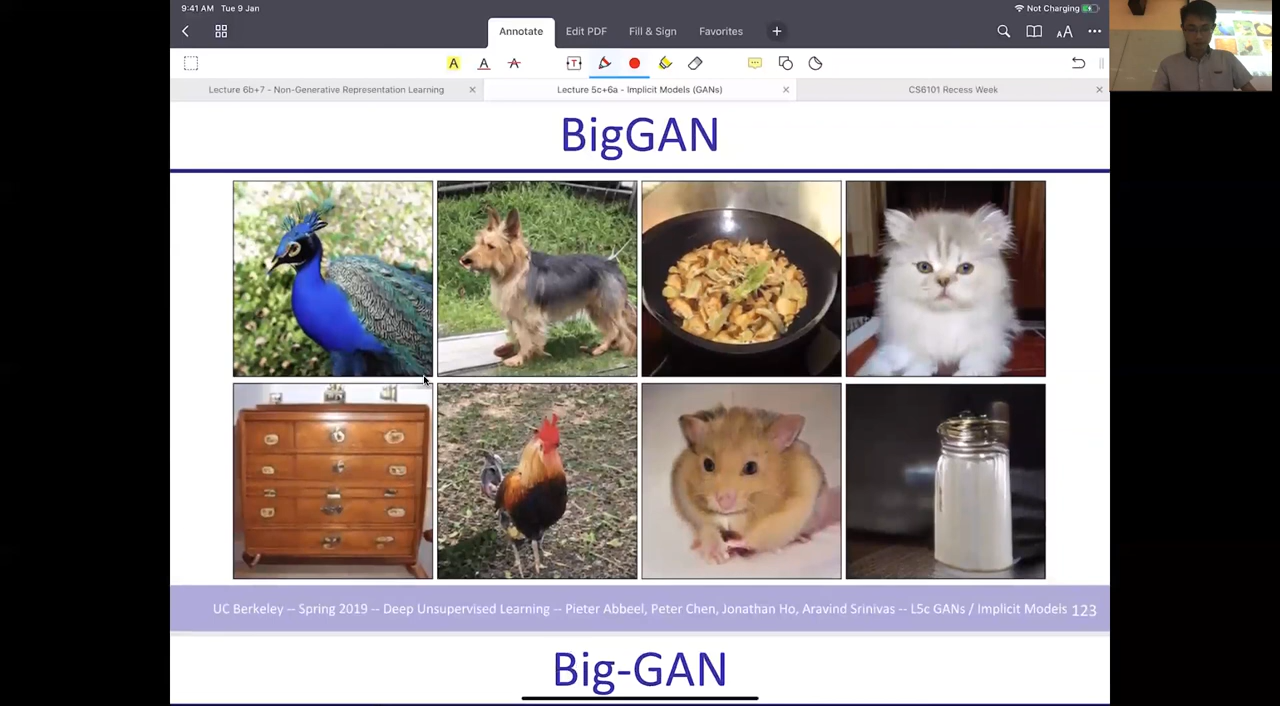 9:41 AM Tue 9 Jan
Not Charging
Annotate
Edit PDF
Fill & Sign
Favorites
AA
A
A
A
T
Lecture 6b+7 - Non-Generative Representation Learning
Lecture 5c+6a - Implicit Models (GANs)
CS6101 Recess Week
BigGAN
UC Berkeley -- Spring 2019 -- Deep Unsupervised Learning -- Pieter Abbeel, Peter Chen, Jonathan Ho, Aravind Srinivas -- L5c GANs / Implicit Models 123
Big-GAN